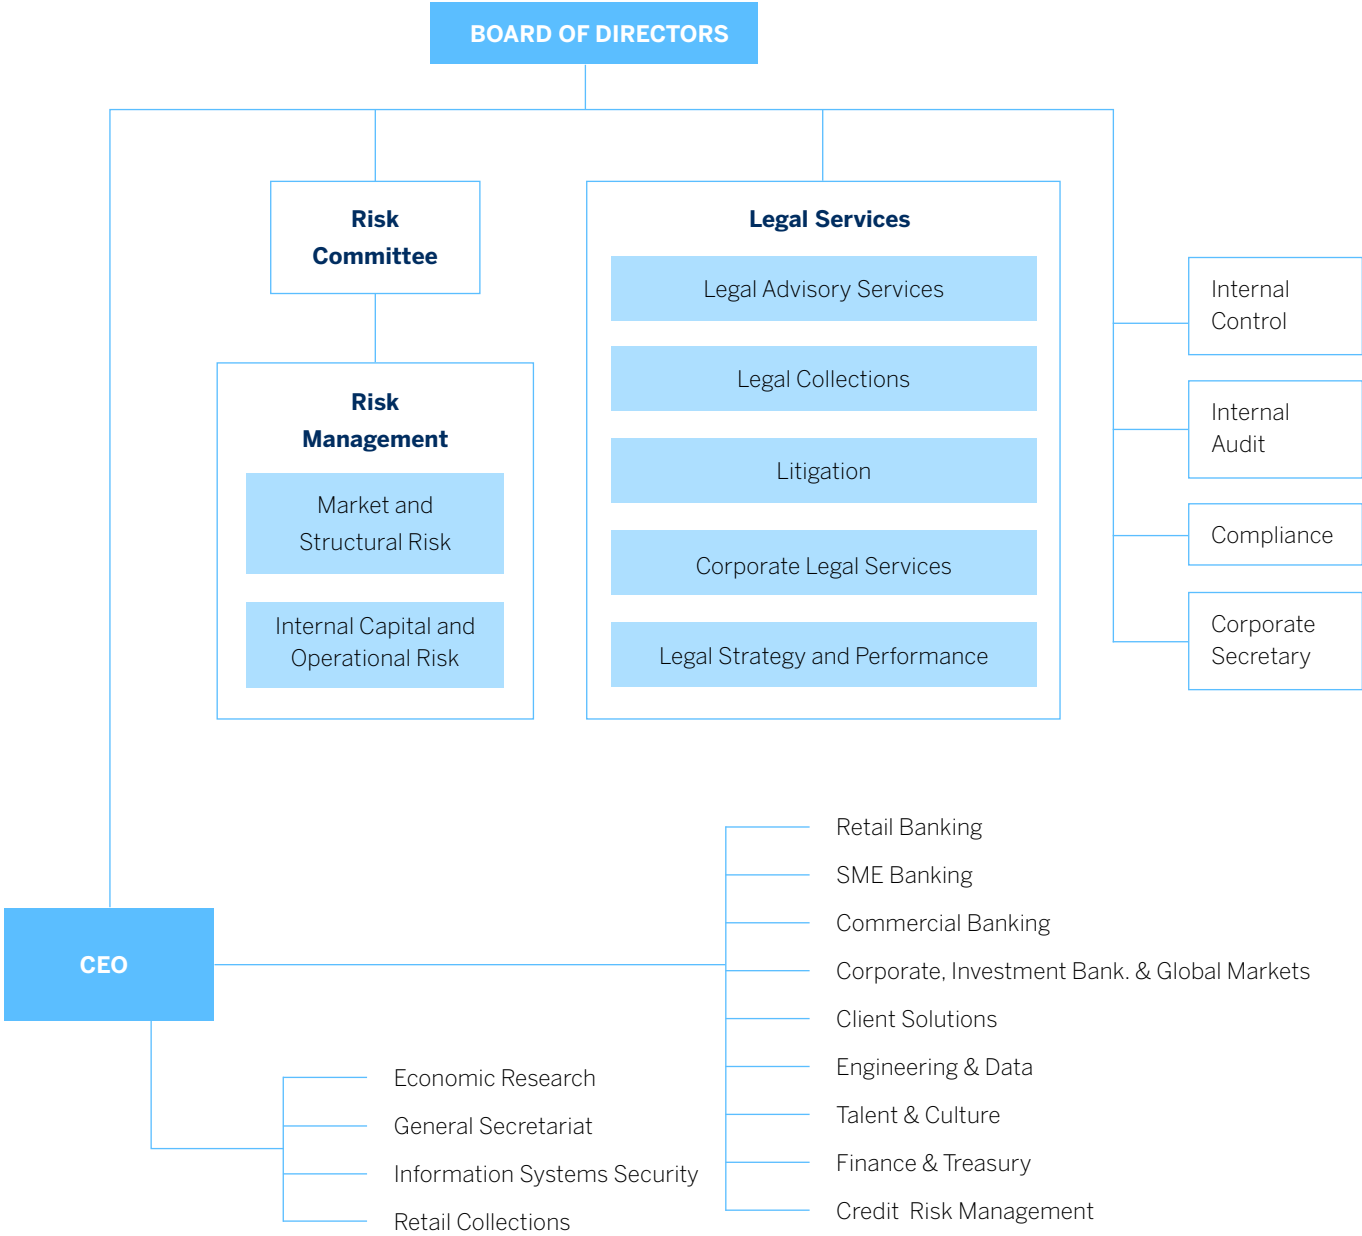 BOARD OF DIRECTORS
Risk
Committee
Risk
Management
Market and
Structural Risk
Internal Capital and
Operational Risk
Legal Services
Legal Advisory Services
Legal Collections
Litigation
Corporate Legal Services
Legal Strategy and Performance
Internal
Control
Internal
Audit
Compliance
Corporate
Secretary
CEO
Retail Banking
SME Banking
Commercial Banking
Corporate, Investment Bank. & Global Markets
Client Solutions
Engineering & Data
Talent & Culture
Finance & Treasury
Credit Risk Management
Economic Research
General Secretariat
Information Systems Security
Retail Collections